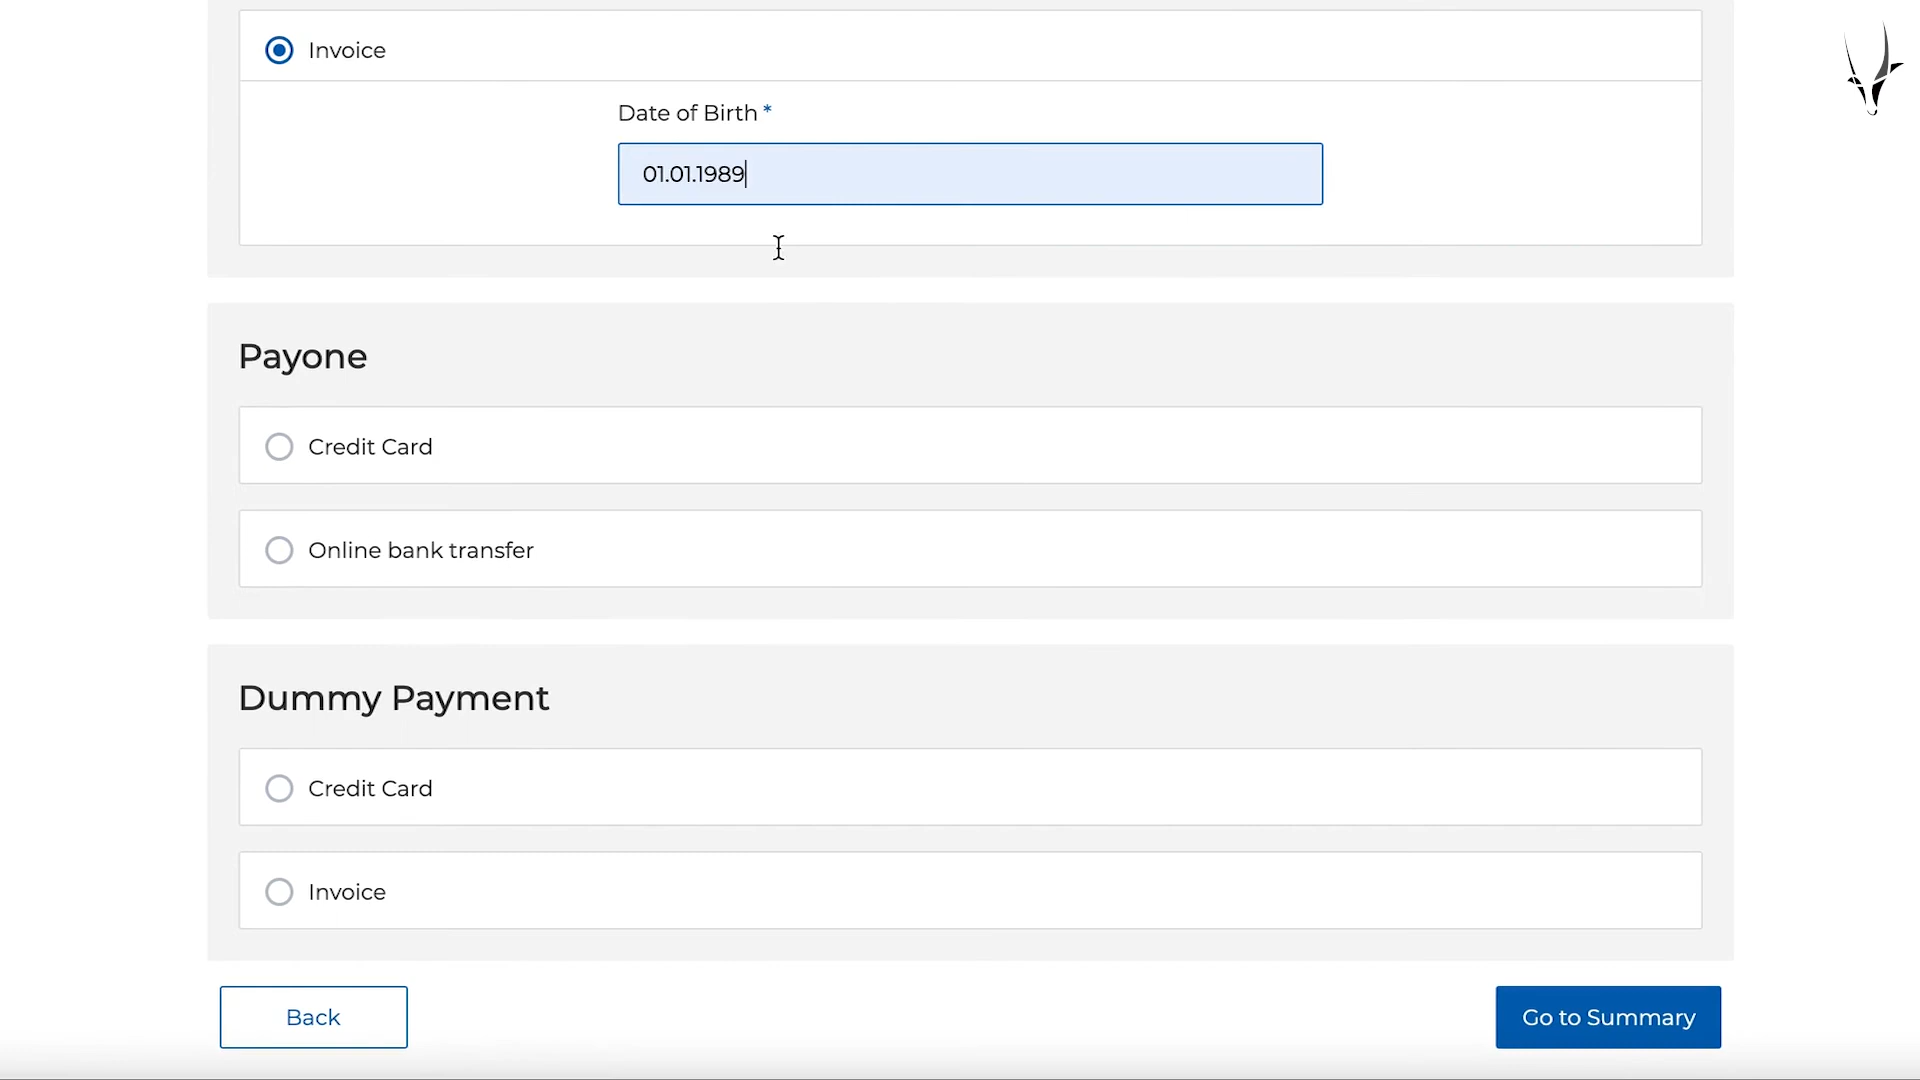 Invoice
Date of Birth *
01.01.1989
Payone
Credit Card
Online bank transfer
Dummy Payment
Credit Card
Invoice
Back
Go to Summary